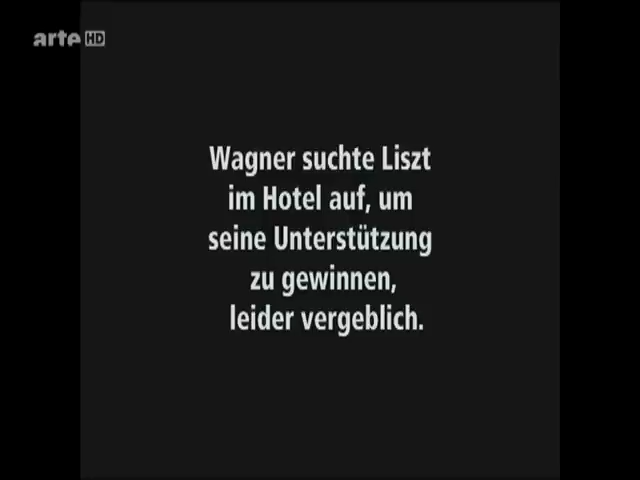 arte HD
Wagner suchte Liszt
im Hotel auf, um
seine Unterstützung
zu gewinnen,
leider vergeblich.